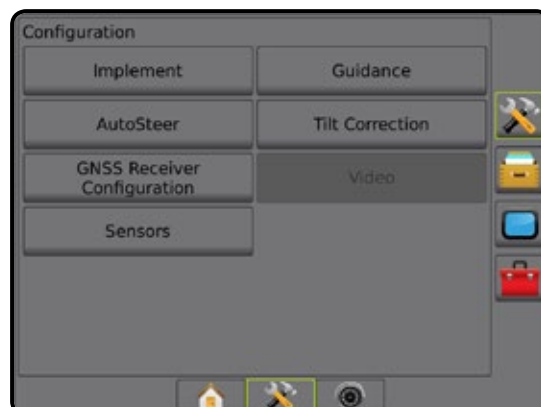 Configuration
Implement
Guidance
AutoSteer
Tilt Correction
GNSS Receiver
Configuration
Video
Sensors